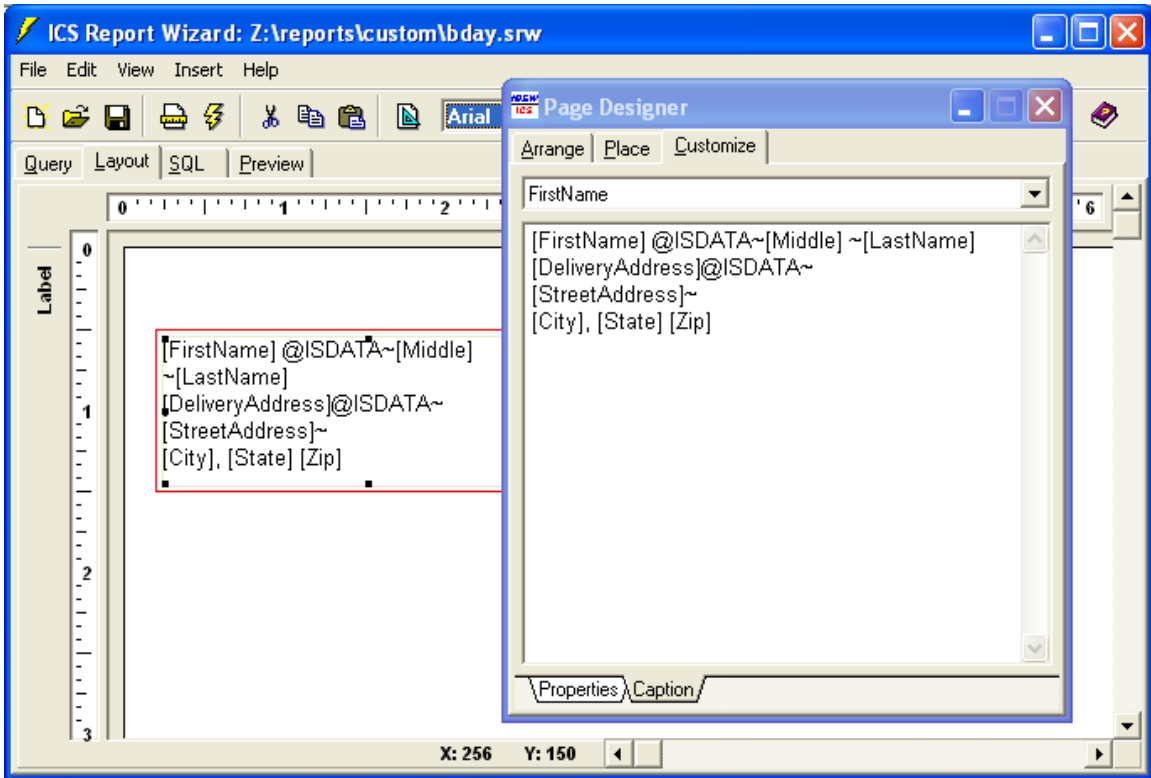 ICS Report Wizard: Z:\reports\custom\bday.srw
File Edit View Insert Help
Arial
Query Layout SQL Preview
0 1 2 6
Label
0
1
2
3
[FirstName] @ISDATA~[Middle]
~[LastName]
[DeliveryAddress]@ISDATA~
[StreetAddress]~
[City], [State] [Zip]
X: 256 Y: 150
ICS Page Designer
Arrange Place Customize
FirstName
[FirstName] @ISDATA~[Middle] ~[LastName]
[DeliveryAddress]@ISDATA~
[StreetAddress]~
[City], [State] [Zip]
Properties Caption